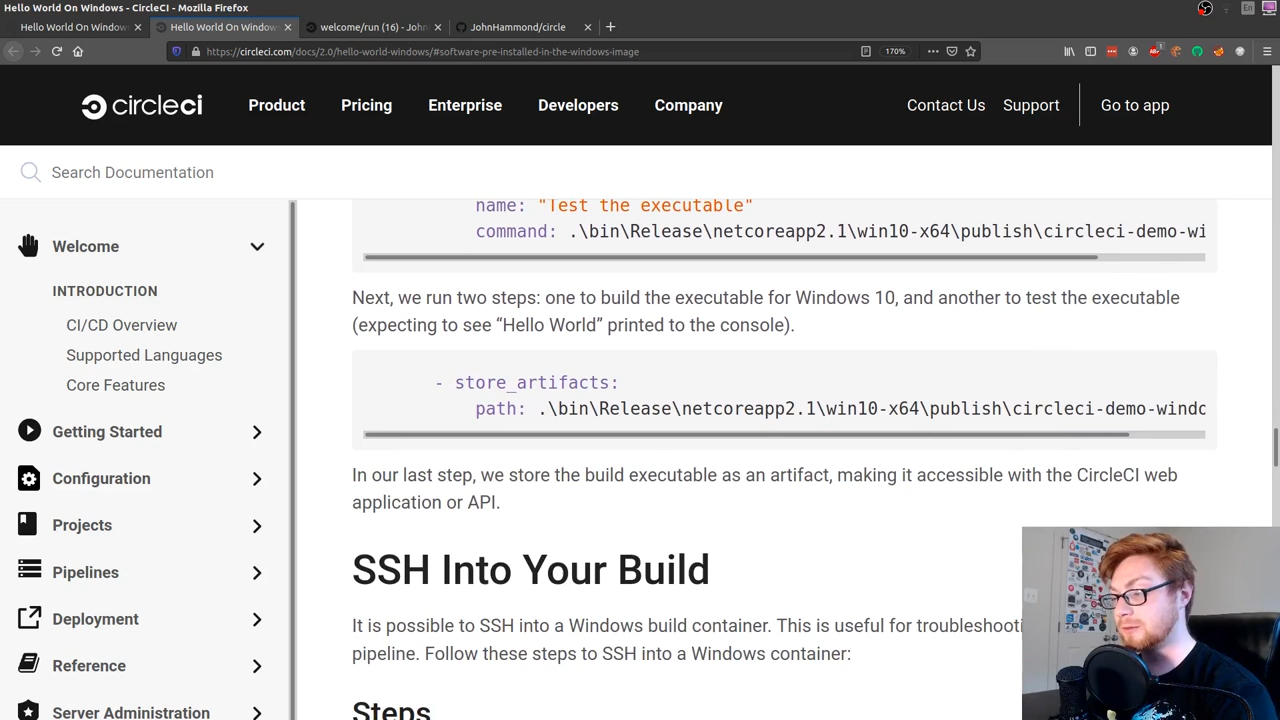 Hello World On Windows - CircleCI - Mozilla Firefox
En
Hello World On Window
Hello World On Window
welcome/run (16) - John
JohnHammond/circle
https://circleci.com/docs/2.0/hello-world-windows/#software-pre-installed-in-the-windows-image
170%
circleci
Product
Pricing
Enterprise
Developers
Company
Contact Us
Support
Go to app
Search Documentation
Welcome
INTRODUCTION
CI/CD Overview
Supported Languages
Core Features
Getting Started
Configuration
Projects
Pipelines
Deployment
Reference
Server Administration
name: "Test the executable"
command: .\bin\Release\netcoreapp2.1\win10-x64\publish\circleci-demo-wi
Next, we run two steps: one to build the executable for Windows 10, and another to test the executable
(expecting to see “Hello World” printed to the console).
- store_artifacts:
path: .\bin\Release\netcoreapp2.1\win10-x64\publish\circleci-demo-windo
In our last step, we store the build executable as an artifact, making it accessible with the CircleCI web
application or API.
SSH Into Your Build
It is possible to SSH into a Windows build container. This is useful for troubleshooti
pipeline. Follow these steps to SSH into a Windows container:
Steps